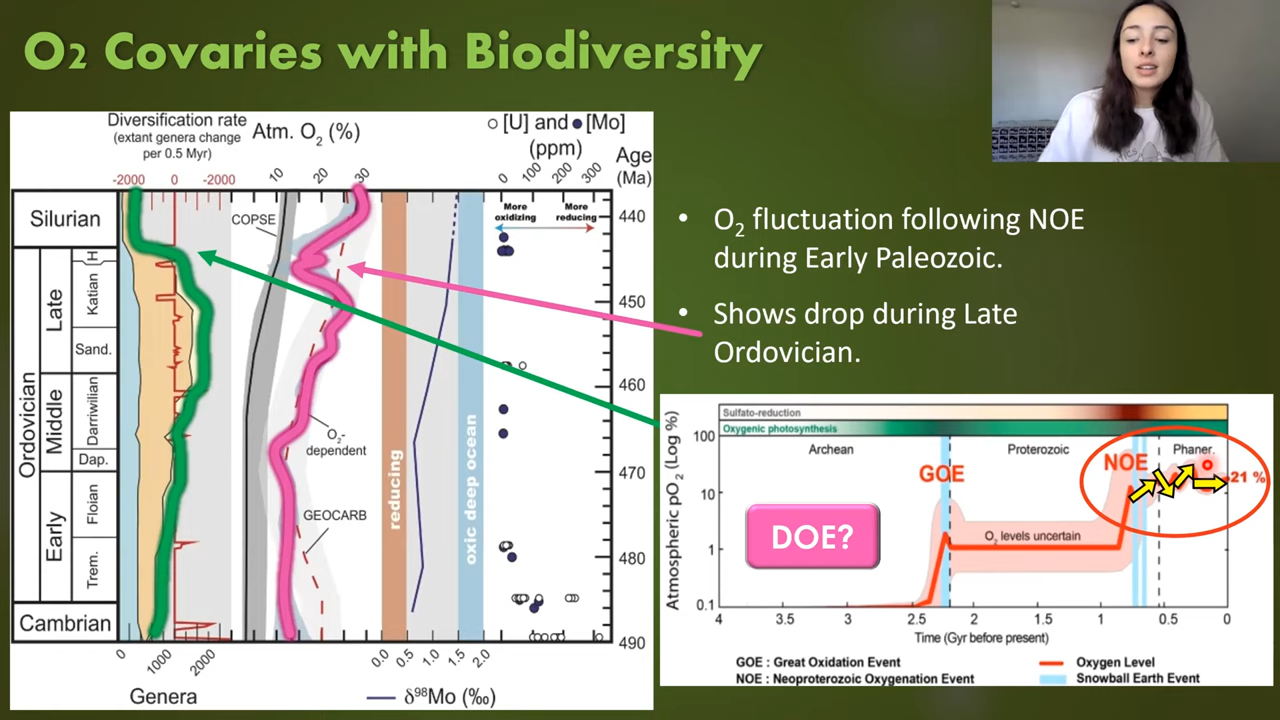 O2 Covaries with Biodiversity
Diversification rate
(extant genera change
per 0.5 Myr)
Atm. O2 (%)
[U] and [Mo]
(ppm)
Age
(Ma)
-2000 0 -2000
10 20 30
0 100 200 300
Silurian
Ordovician
Late
Middle
Early
H
Katian
Sand.
Darriwilian
Dap.
Floian
Trem.
Cambrian
COPSE
O2-
dependent
GEOCARB
reducing
oxic deep ocean
More
oxidizing
More
reducing
440
450
460
470
480
490
0 1000 2000
0.0 0.5 1.0 1.5 2.0
Genera
δ98Mo (‰)
• O2 fluctuation following NOE
during Early Paleozoic.
• Shows drop during Late
Ordovician.
Sulfato-reduction
Oxygenic photosynthesis
Atmospheric pO2 (Log %)
100
10
1
0.1
Archean
Proterozoic
Phaner.
GOE
NOE
21 %
DOE?
O2 levels uncertain
4 3.5 3 2.5 2 1.5 1 0.5 0
Time (Gyr before present)
GOE : Great Oxidation Event
NOE : Neoproterozoic Oxygenation Event
Oxygen Level
Snowball Earth Event